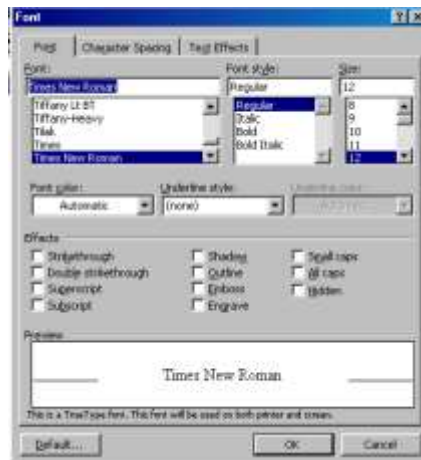 Font
Font Character Spacing Text Effects
Font: Font style: Size:
Times New Roman Regular 12
Tiffany Lt BT Regular 8
Tiffany-Heavy Italic 9
Tilak Bold 10
Times Bold Italic 11
Times New Roman 12
Font color: Underline style: Underline color:
Automatic (none) Automatic
Effects
Strikethrough Shadow Small caps
Double strikethrough Outline All caps
Superscript Emboss Hidden
Subscript Engrave
Preview
Times New Roman
This is a TrueType font. This font will be used on both printer and screen.
Default... OK Cancel